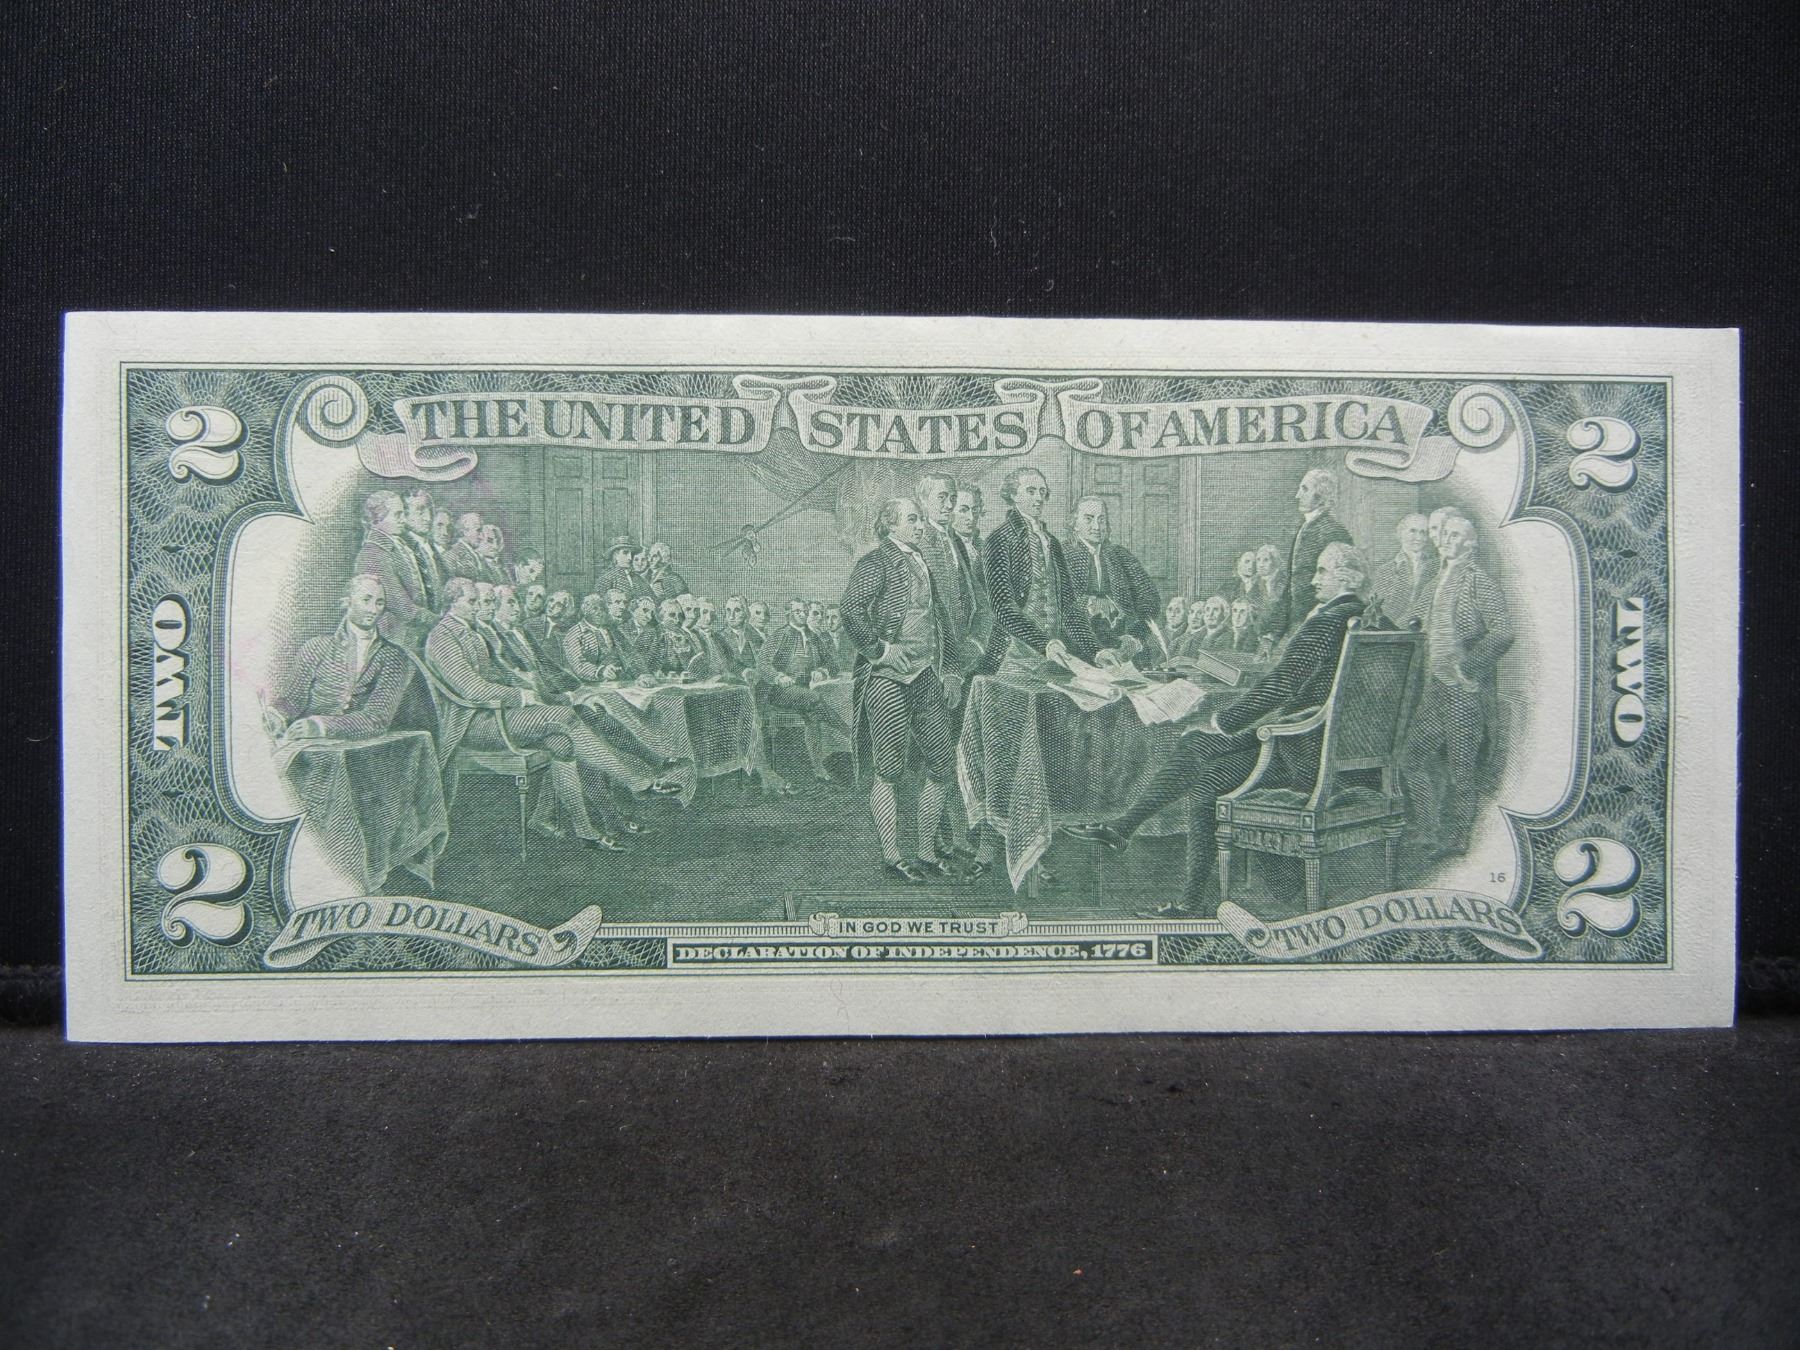 THE UNITED STATES OF AMERICA
2
2
TWO
TWO
2
2
16
TWO DOLLARS
TWO DOLLARS
IN GOD WE TRUST
DECLARATION OF INDEPENDENCE, 1776